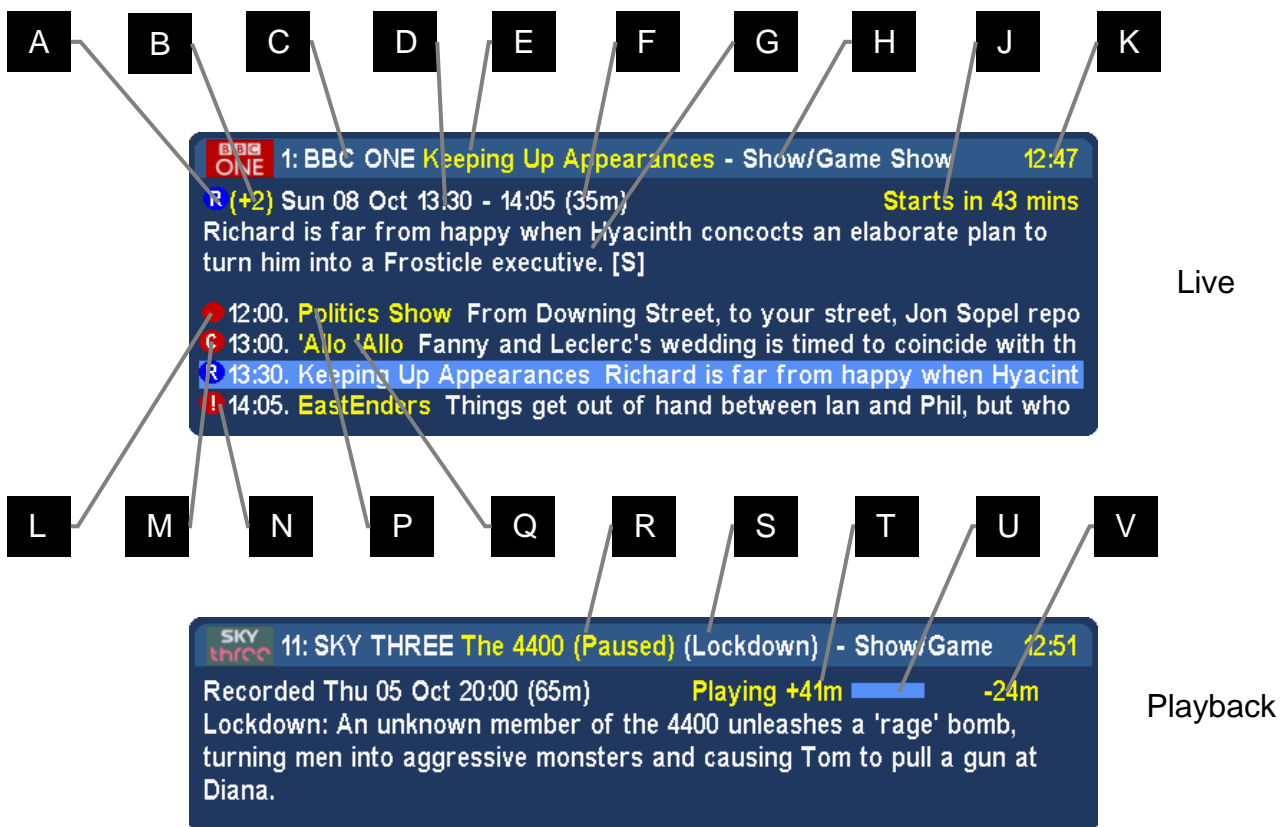 A B C D E F G H J K
BBC ONE 1: BBC ONE Keeping Up Appearances - Show/Game Show 12:47
R (+2) Sun 08 Oct 13:30 - 14:05 (35m) Starts in 43 mins
Richard is far from happy when Hyacinth concocts an elaborate plan to
turn him into a Frosticle executive. [S]
Live
12:00. Politics Show From Downing Street, to your street, Jon Sopel repo
C 13:00. 'Allo 'Allo Fanny and Leclerc's wedding is timed to coincide with th
R 13:30. Keeping Up Appearances Richard is far from happy when Hyacint
! 14:05. EastEnders Things get out of hand between Ian and Phil, but who
L M N P Q R S T U V
SKY three 11: SKY THREE The 4400 (Paused) (Lockdown) - Show/Game 12:51
Recorded Thu 05 Oct 20:00 (65m) Playing +41m -24m
Playback
Lockdown: An unknown member of the 4400 unleashes a 'rage' bomb,
turning men into aggressive monsters and causing Tom to pull a gun at
Diana.